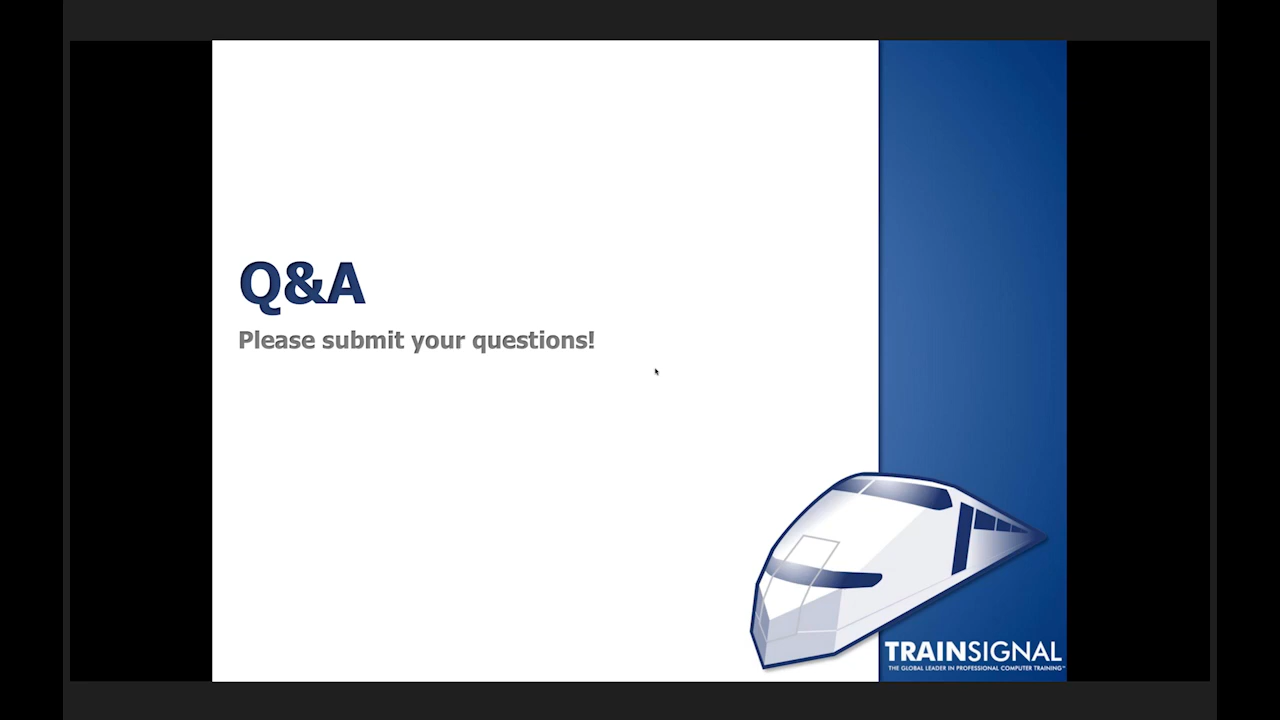 Q&A
Please submit your questions!
TRAINSIGNAL
THE GLOBAL LEADER IN PROFESSIONAL COMPUTER TRAINING™